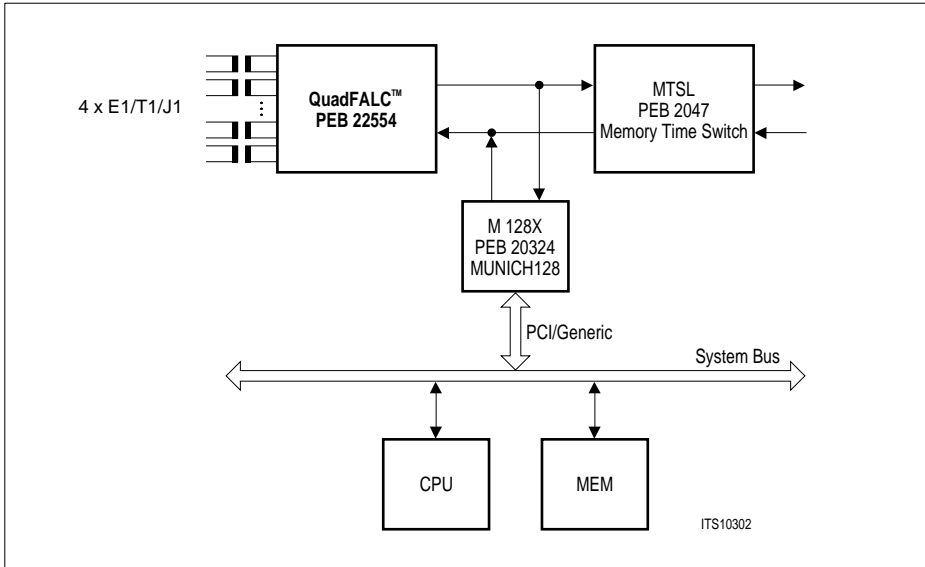 4 x E1/T1/J1
QuadFALC™
PEB 22554
MTSL
PEB 2047
Memory Time Switch
M 128X
PEB 20324
MUNICH128
PCI/Generic
System Bus
CPU
MEM
ITS10302